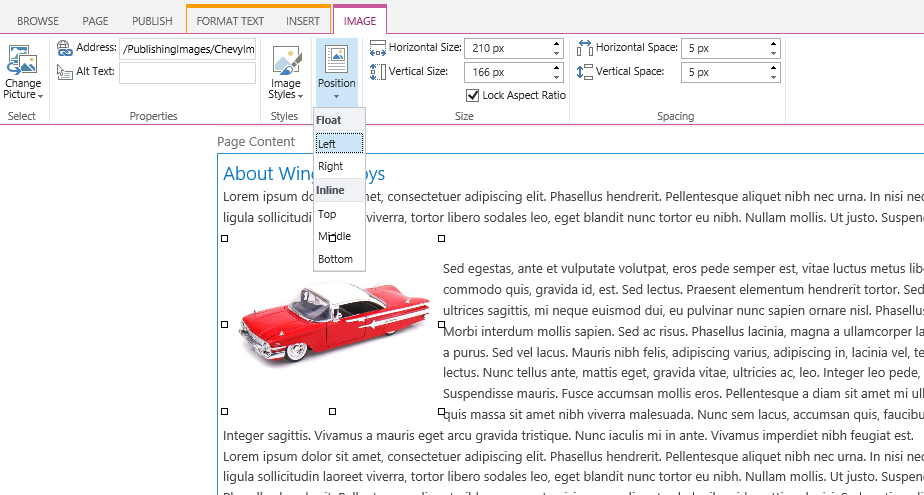 BROWSE PAGE PUBLISH FORMAT TEXT INSERT IMAGE
Address: /PublishingImages/ChevyIm
Alt Text:
Change Picture
Image Styles
Position
Horizontal Size: 210 px
Vertical Size: 166 px
Lock Aspect Ratio
Horizontal Space: 5 px
Vertical Space: 5 px
Select Properties Styles Size Spacing
Float
Left
Right
Inline
Top
Middle
Bottom
Page Content
About Wing oys
Lorem ipsum do met, consectetuer adipiscing elit. Phasellus hendrerit. Pellentesque aliquet nibh nec urna. In nisi nec
ligula sollicitudin viverra, tortor libero sodales leo, eget blandit nunc tortor eu nibh. Nullam mollis. Ut justo. Suspen
Sed egestas, ante et vulputate volutpat, eros pede semper est, vitae luctus metus libe
commodo quis, gravida id, est. Sed lectus. Praesent elementum hendrerit tortor. Sed
ultrices sagittis, mi neque euismod dui, eu pulvinar nunc sapien ornare nisl. Phasellus
Morbi interdum mollis sapien. Sed ac risus. Phasellus lacinia, magna a ullamcorper la
a purus. Sed vel lacus. Mauris nibh felis, adipiscing varius, adipiscing in, lacinia vel, te
lectus. Nunc tellus ante, mattis eget, gravida vitae, ultricies ac, leo. Integer leo pede,
Suspendisse mauris. Fusce accumsan mollis eros. Pellentesque a diam sit amet mi ull
quis massa sit amet nibh viverra malesuada. Nunc sem lacus, accumsan quis, faucibu
Integer sagittis. Vivamus a mauris eget arcu gravida tristique. Nunc iaculis mi in ante. Vivamus imperdiet nibh feugiat est.
Lorem ipsum dolor sit amet, consectetuer adipiscing elit. Phasellus hendrerit. Pellentesque aliquet nibh nec urna. In nisi nec
ligula sollicitudin laoreet viverra, tortor libero sodales leo, eget blandit nunc tortor eu nibh. Nullam mollis. Ut justo. Suspen